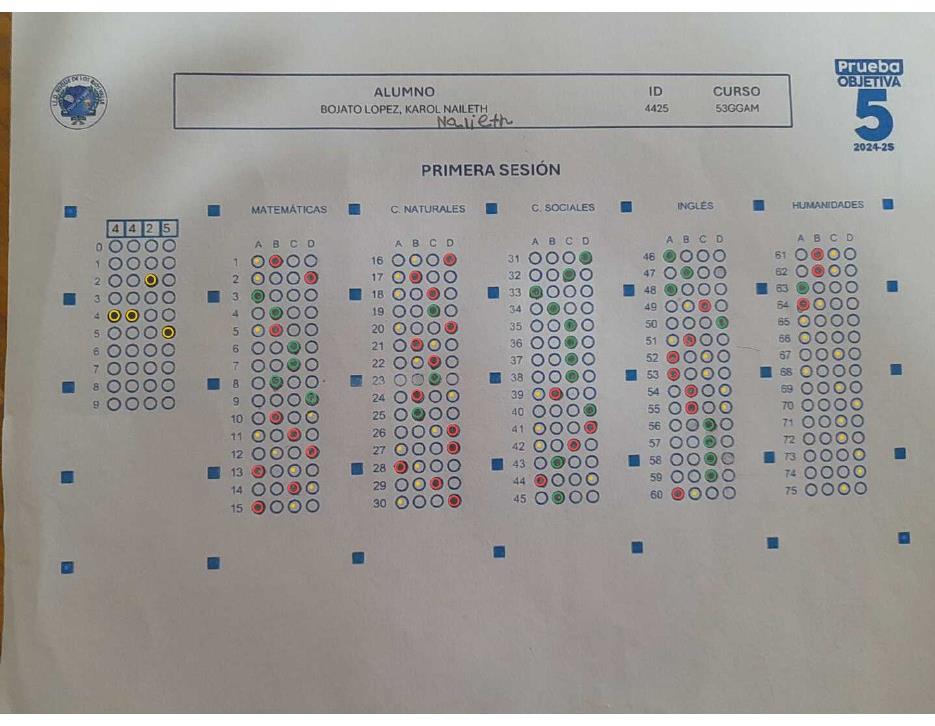 Prueba
OBJETIVA
5
2024-2S
ALUMNO ID CURSO
BOJATO LOPEZ, KAROL NAILETH 4425 53GGAM
Naileth
PRIMERA SESIÓN
MATEMÁTICAS C. NATURALES C. SOCIALES INGLÉS HUMANIDADES
4 4 2 5
A B C D A B C D A B C D A B C D A B C D
0
1
2
3
4
5
6
7
8
9
1 16 31 46 61
2 17 32 47 62
3 18 33 48 63
4 19 34 49 64
5 20 35 50 65
6 21 36 51 66
7 22 37 52 67
8 23 38 53 68
9 24 39 54 69
10 25 40 55 70
11 26 41 56 71
12 27 42 57 72
13 28 43 58 73
14 29 44 59 74
15 30 45 60 75